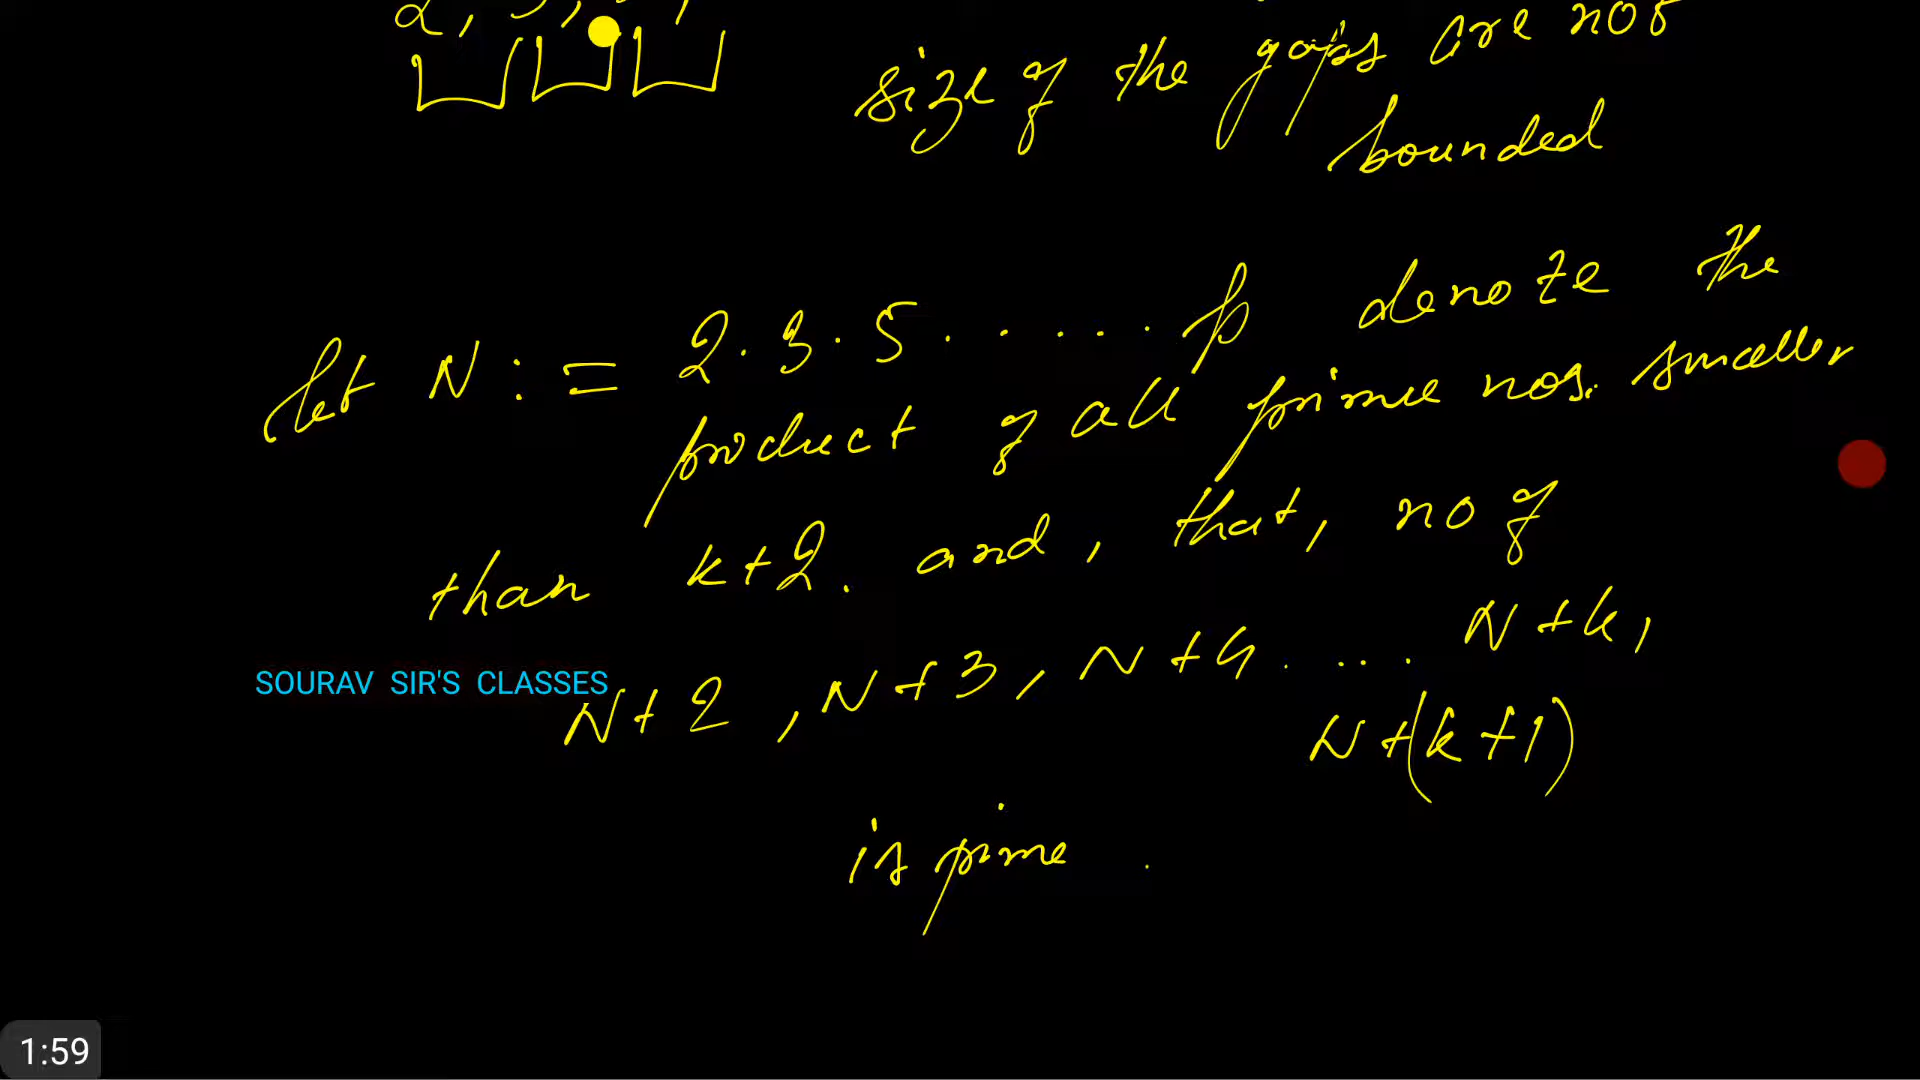 size of the gaps are not
bounded
Let N := 2 . 3 . 5 . . . . . . p denote the
product of all prime nos. smaller
than k+2. and, that, no of
N+2, N+3, N+4 . . . . N+k,
N+(k+1)
is prime .
SOURAV SIR'S CLASSES
1:59